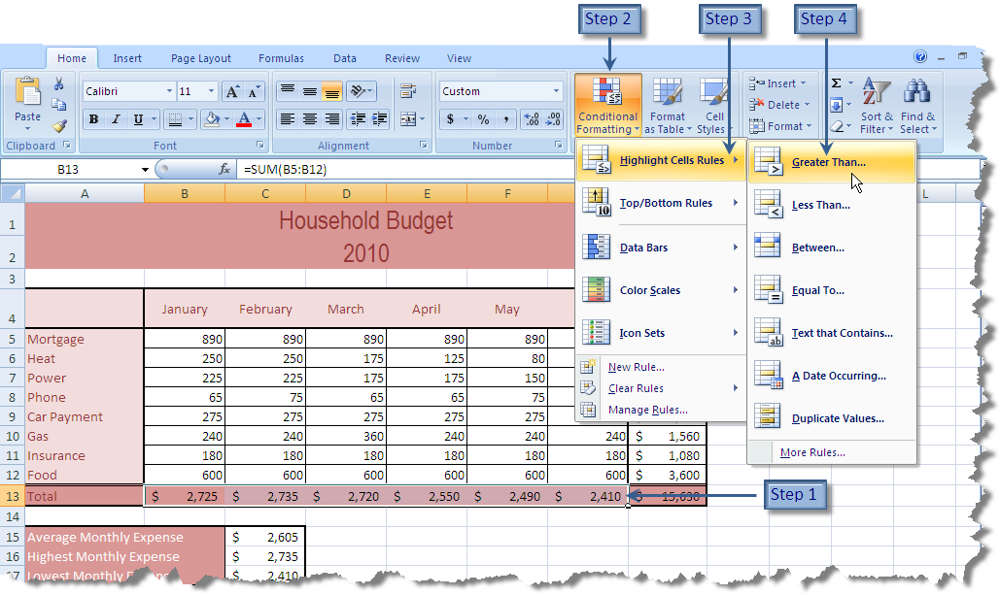 Step 2 Step 3 Step 4
Home Insert Page Layout Formulas Data Review View
Paste
Calibri 11 A A
B I U A
Custom
$ % ,
.0 .00
.00 .0
Conditional Formatting
Format as Table
Cell Styles
Insert
Delete
Format
Σ
A
Z
Sort & Filter
Find & Select
Clipboard Font Alignment Number
B13 fx =SUM(B5:B12)
A B C D E F L
Highlight Cells Rules
Top/Bottom Rules
10
Data Bars
Color Scales
Icon Sets
New Rule...
Clear Rules
Manage Rules...
Greater Than...
Less Than...
Between...
Equal To...
Text that Contains...
ab
A Date Occurring...
Duplicate Values...
More Rules...
1 Household Budget
2 2010
3
4 January February March April May
5 Mortgage 890 890 890 890 890
6 Heat 250 250 175 125 80
7 Power 225 225 175 175 150
8 Phone 65 75 65 65 75
9 Car Payment 275 275 275 275 275
10 Gas 240 240 360 240 240 240 $ 1,560
11 Insurance 180 180 180 180 180 180 $ 1,080
12 Food 600 600 600 600 600 600 $ 3,600
13 Total $ 2,725 $ 2,735 $ 2,720 $ 2,550 $ 2,490 $ 2,410 $ 15,630
Step 1
14
15 Average Monthly Expense $ 2,605
16 Highest Monthly Expense $ 2,735
17 Lowest Monthly $ 2,410